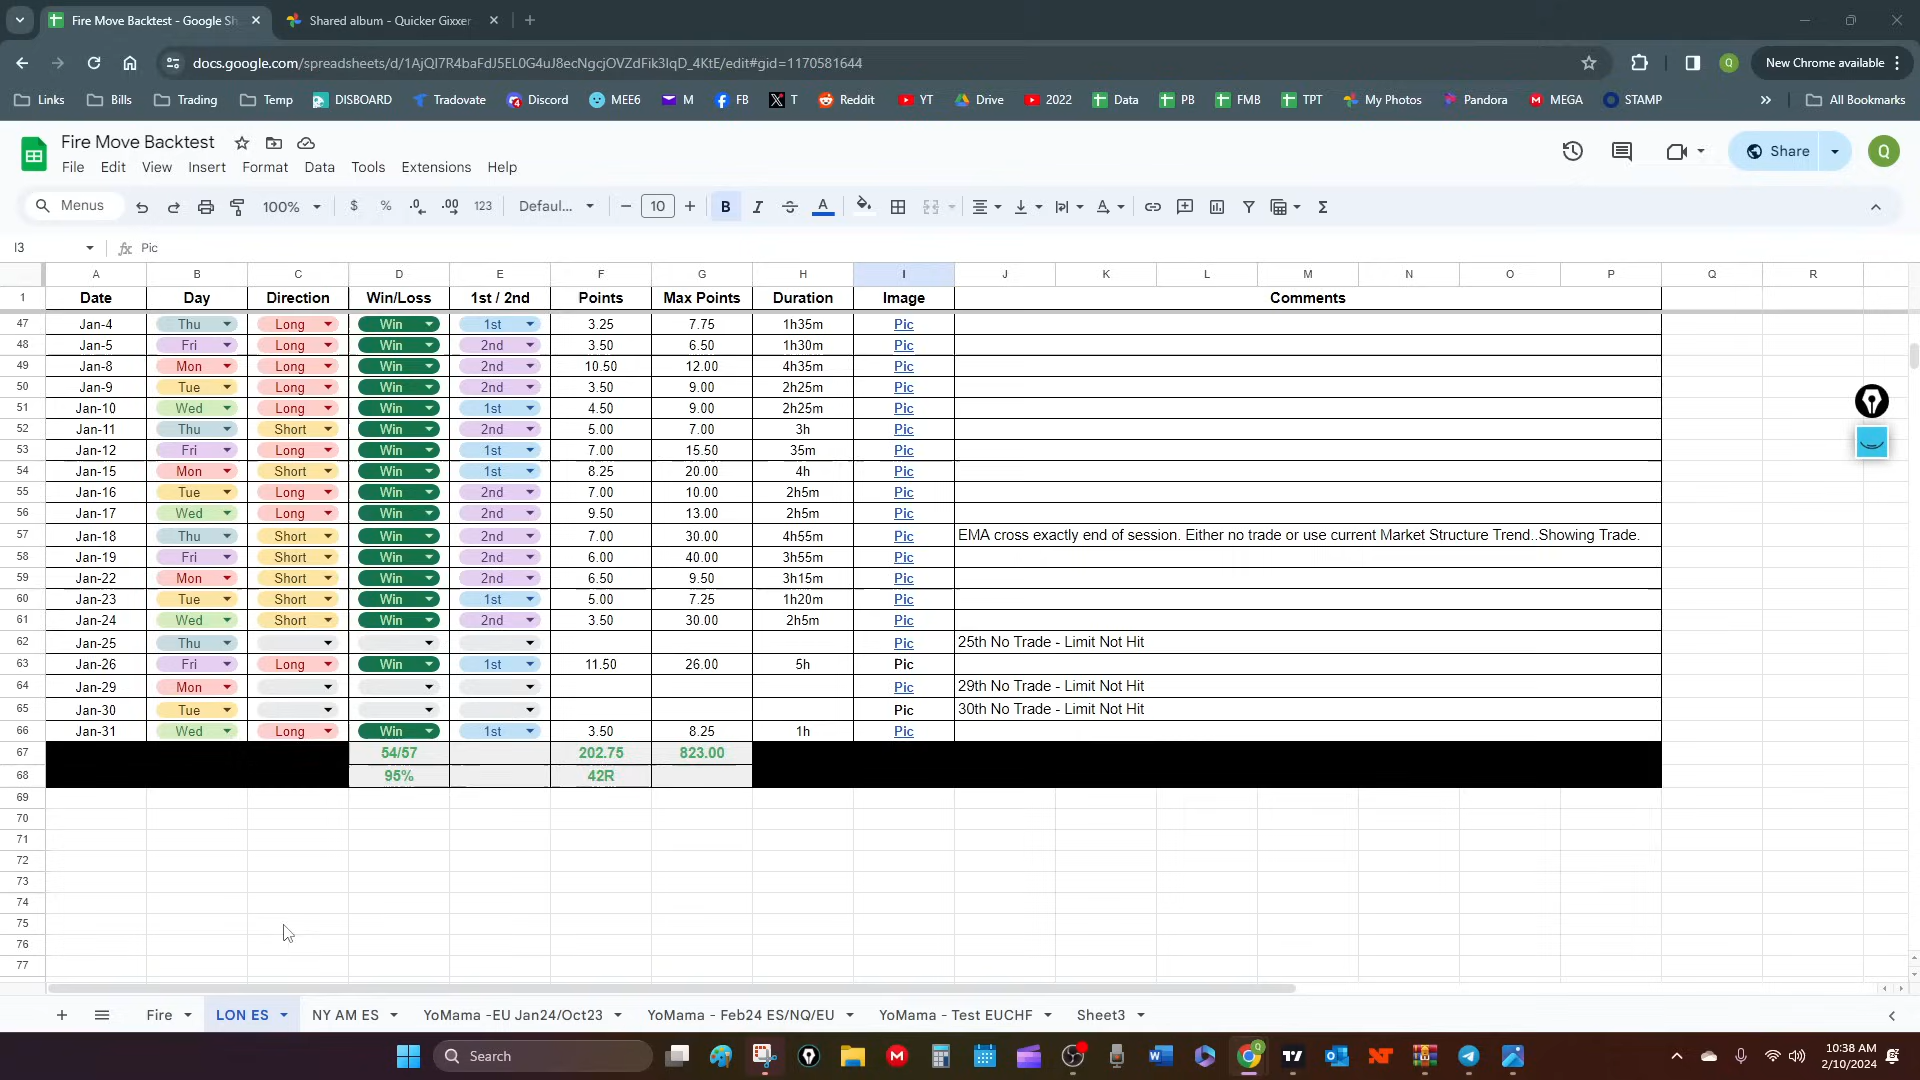 Fire Move Backtest - Google Sh
Shared album - Quicker Gixxer
docs.google.com/spreadsheets/d/1AjQI7R4baFdJ5EL0G4uJ8ecNgcjOVZdFik3IqD_4KtE/edit#gid=1170581644
New Chrome available
Links Bills Trading Temp DISBOARD Tradovate Discord MEE6 M FB T Reddit YT Drive 2022 Data PB FMB TPT My Photos Pandora MEGA STAMP All Bookmarks
Fire Move Backtest
File Edit View Insert Format Data Tools Extensions Help
Share Q
Menus 100% $ % .0 .00 123 Defaul... 10 B I A
I3 fx Pic
A B C D E F G H I J K L M N O P Q R
1 Date Day Direction Win/Loss 1st / 2nd Points Max Points Duration Image Comments
47 Jan-4 Thu Long Win 1st 3.25 7.75 1h35m Pic
48 Jan-5 Fri Long Win 2nd 3.50 6.50 1h30m Pic
49 Jan-8 Mon Long Win 2nd 10.50 12.00 4h35m Pic
50 Jan-9 Tue Long Win 2nd 3.50 9.00 2h25m Pic
51 Jan-10 Wed Long Win 1st 4.50 9.00 2h25m Pic
52 Jan-11 Thu Short Win 2nd 5.00 7.00 3h Pic
53 Jan-12 Fri Long Win 1st 7.00 15.50 35m Pic
54 Jan-15 Mon Short Win 1st 8.25 20.00 4h Pic
55 Jan-16 Tue Long Win 2nd 7.00 10.00 2h5m Pic
56 Jan-17 Wed Long Win 2nd 9.50 13.00 2h5m Pic
57 Jan-18 Thu Short Win 2nd 7.00 30.00 4h55m Pic EMA cross exactly end of session. Either no trade or use current Market Structure Trend..Showing Trade.
58 Jan-19 Fri Short Win 2nd 6.00 40.00 3h55m Pic
59 Jan-22 Mon Short Win 2nd 6.50 9.50 3h15m Pic
60 Jan-23 Tue Short Win 1st 5.00 7.25 1h20m Pic
61 Jan-24 Wed Short Win 2nd 3.50 30.00 2h5m Pic
62 Jan-25 Thu Pic 25th No Trade - Limit Not Hit
63 Jan-26 Fri Long Win 1st 11.50 26.00 5h Pic
64 Jan-29 Mon Pic 29th No Trade - Limit Not Hit
65 Jan-30 Tue Pic 30th No Trade - Limit Not Hit
66 Jan-31 Wed Long Win 1st 3.50 8.25 1h Pic
67 54/57 202.75 823.00
68 95% 42R
69
70
71
72
73
74
75
76
77
Fire LON ES NY AM ES YoMama -EU Jan24/Oct23 YoMama - Feb24 ES/NQ/EU YoMama - Test EUCHF Sheet3
Search
10:38 AM
2/10/2024